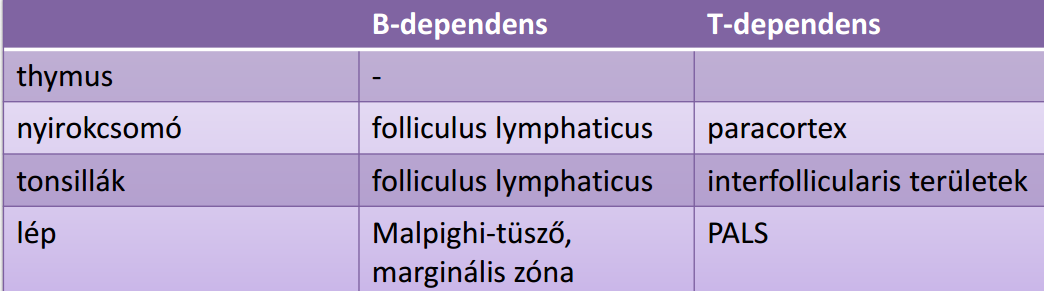 B-dependens T-dependens
thymus -
nyirokcsomó folliculus lymphaticus paracortex
tonsillák folliculus lymphaticus interfollicularis területek
lép Malpighi-tüsző, PALS
marginális zóna